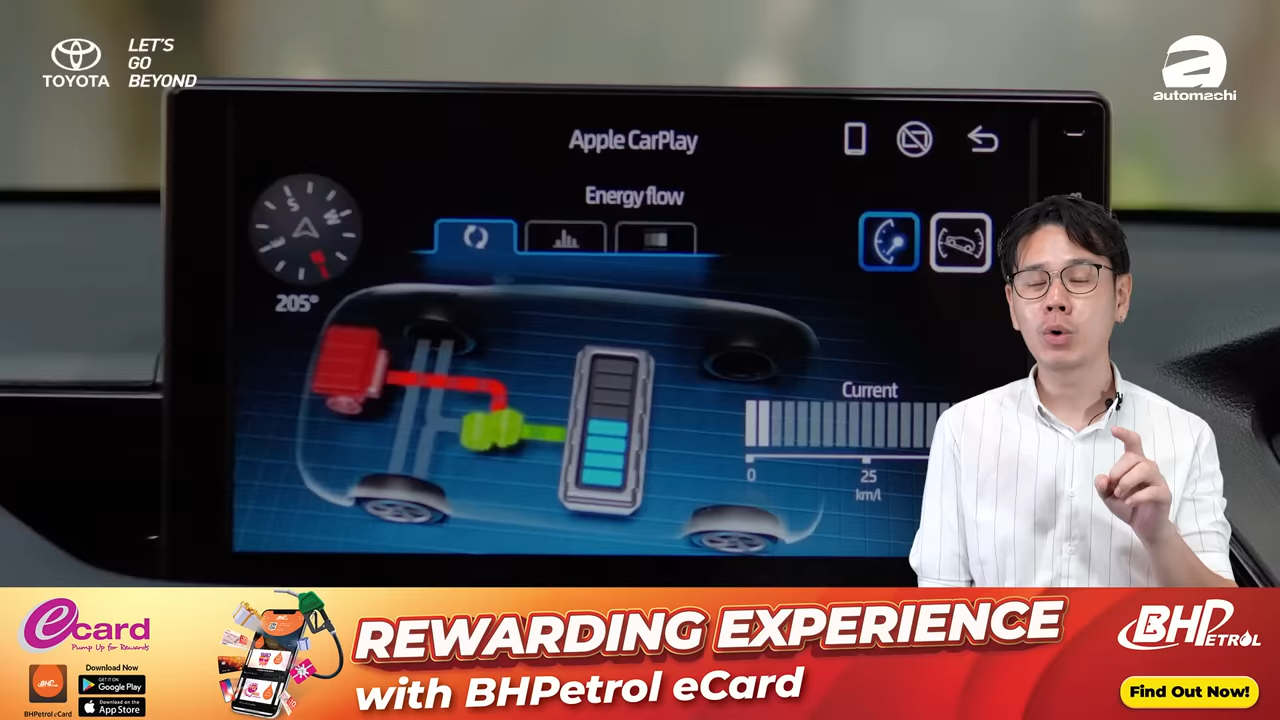 TOYOTA
LET'S
GO
BEYOND
automachi
Apple CarPlay
Energy flow
S
W
205°
Current
0
25
km/l
ecard
Pump Up for Rewards
Download Now
GET IT ON
Google Play
Download on the
App Store
BHPetrol eCard
REWARDING EXPERIENCE
with BHPetrol eCard
BHPETROL
Find Out Now!